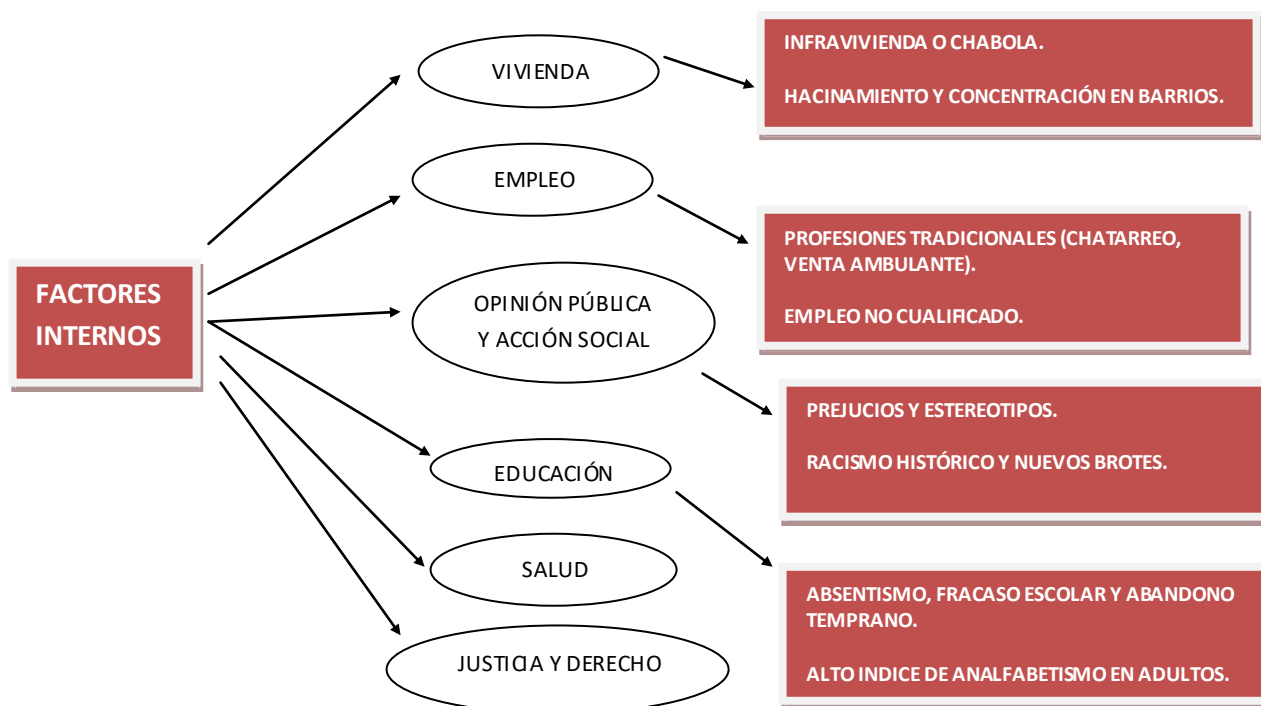 FACTORES
INTERNOS
VIVIENDA
INFRAVIVIENDA O CHABOLA.
HACINAMIENTO Y CONCENTRACIÓN EN BARRIOS.
EMPLEO
PROFESIONES TRADICIONALES (CHATARREO,
VENTA AMBULANTE).
EMPLEO NO CUALIFICADO.
OPINIÓN PÚBLICA
Y ACCIÓN SOCIAL
PREJUCIOS Y ESTEREOTIPOS.
RACISMO HISTÓRICO Y NUEVOS BROTES.
EDUCACIÓN
ABSENTISMO, FRACASO ESCOLAR Y ABANDONO
TEMPRANO.
ALTO INDICE DE ANALFABETISMO EN ADULTOS.
SALUD
JUSTICIA Y DERECHO